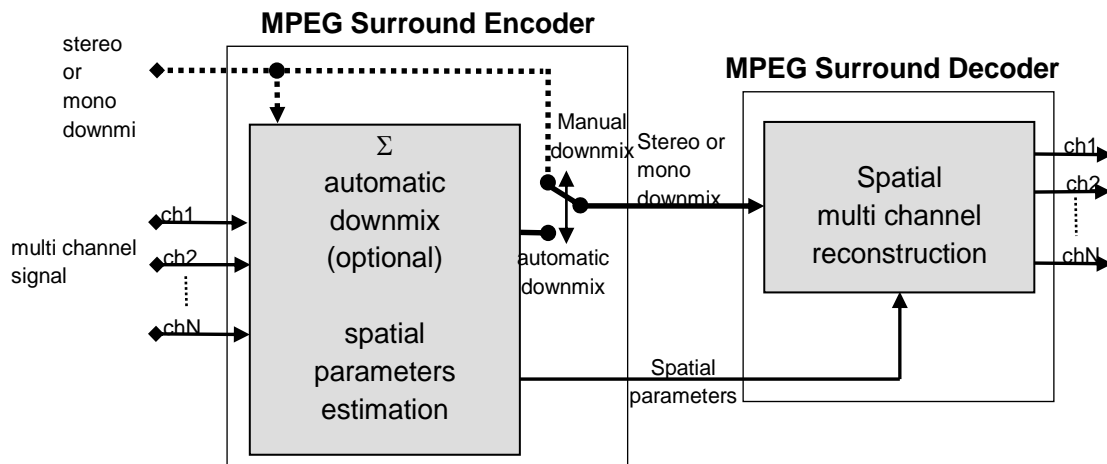 MPEG Surround Encoder
stereo
or
mono
downmi
MPEG Surround Decoder
Σ
automatic
downmix
(optional)
spatial
parameters
estimation
multi channel
signal
ch1
ch2
chN
Manual
downmix
automatic
downmix
Stereo or
mono
downmix
Spatial
parameters
Spatial
multi channel
reconstruction
ch1
ch2
chN